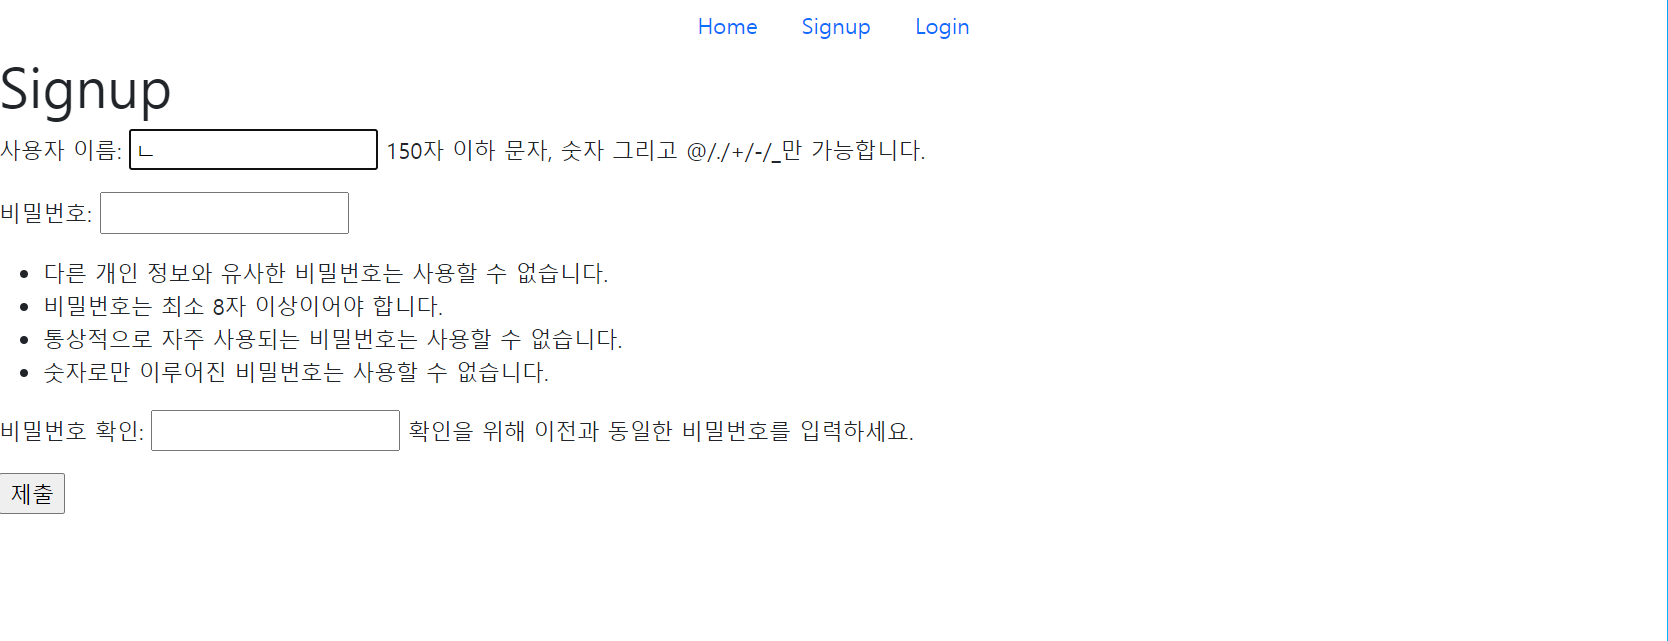 Home Signup Login
Signup
사용자 이름: ㄴ 150자 이하 문자, 숫자 그리고 @/./+/-/_만 가능합니다.
비밀번호:
• 다른 개인 정보와 유사한 비밀번호는 사용할 수 없습니다.
• 비밀번호는 최소 8자 이상이어야 합니다.
• 통상적으로 자주 사용되는 비밀번호는 사용할 수 없습니다.
• 숫자로만 이루어진 비밀번호는 사용할 수 없습니다.
비밀번호 확인: 확인을 위해 이전과 동일한 비밀번호를 입력하세요.
제출